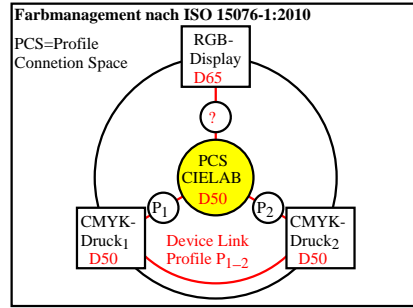 Farbmanagement nach ISO 15076-1:2010
PCS=Profile
Connetion Space
RGB-
Display
D65
?
PCS
CIELAB
D50
P1
P2
CMYK-
Druck1
D50
Device Link
Profile P1–2
CMYK-
Druck2
D50